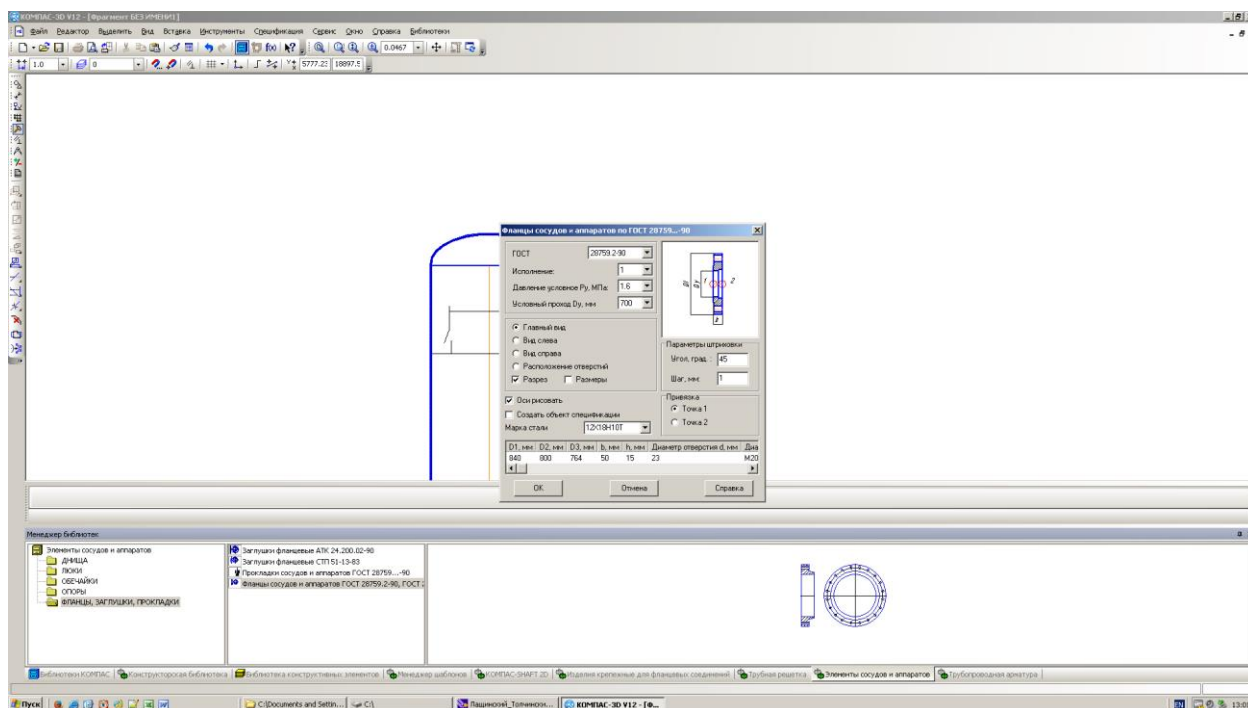 КОМПАС-3D V12 - [Фрагмент БЕЗ ИМЕНИ1]
Файл Редактор Выделить Вид Вставка Инструменты Спецификация Сервис Окно Справка Библиотеки
0.0467
1.0 0 5777.23 18897.5
Фланцы сосудов и аппаратов по ГОСТ 28759...-90
ГОСТ 28759.2-90
Исполнение: 1
Давление условное Ру, МПа: 1.6
Условный проход Dу, мм 700
Главный вид
Вид слева
Вид справа
Расположение отверстий
Разрез Размеры
Параметры штриховки
Угол, град. : 45
Шаг, мм: 1
Оси рисовать
Создать объект спецификации
Марка стали 12Х18Н10Т
Привязка
Точка 1
Точка 2
D1, мм D2, мм D3, мм b, мм h, мм Диаметр отверстия d, мм Диа
840 800 764 50 15 23 М20
ОК Отмена Справка
Менеджер библиотек
Элементы сосудов и аппаратов
ДНИЩА
ЛЮКИ
ОБЕЧАЙКИ
ОПОРЫ
ФЛАНЦЫ, ЗАГЛУШКИ, ПРОКЛАДКИ
Заглушки фланцевые АТК 24.200.02-90
Заглушки фланцевые СТП 51-13-83
Прокладки сосудов и аппаратов ГОСТ 28759...-90
Фланцы сосудов и аппаратов ГОСТ 28759.2-90, ГОСТ
Библиотеки КОМПАС Конструкторская библиотека Библиотека конструктивных элементов Менеджер шаблонов КОМПАС-SHAFT 2D Изделия крепежные для фланцевых соединений Трубная решетка Элементы сосудов и аппаратов Трубопроводная арматура
Пуск C:\Documents and Settin... C:\ Пащинский_Толчински... КОМПАС-3D V12 - [Ф... EN